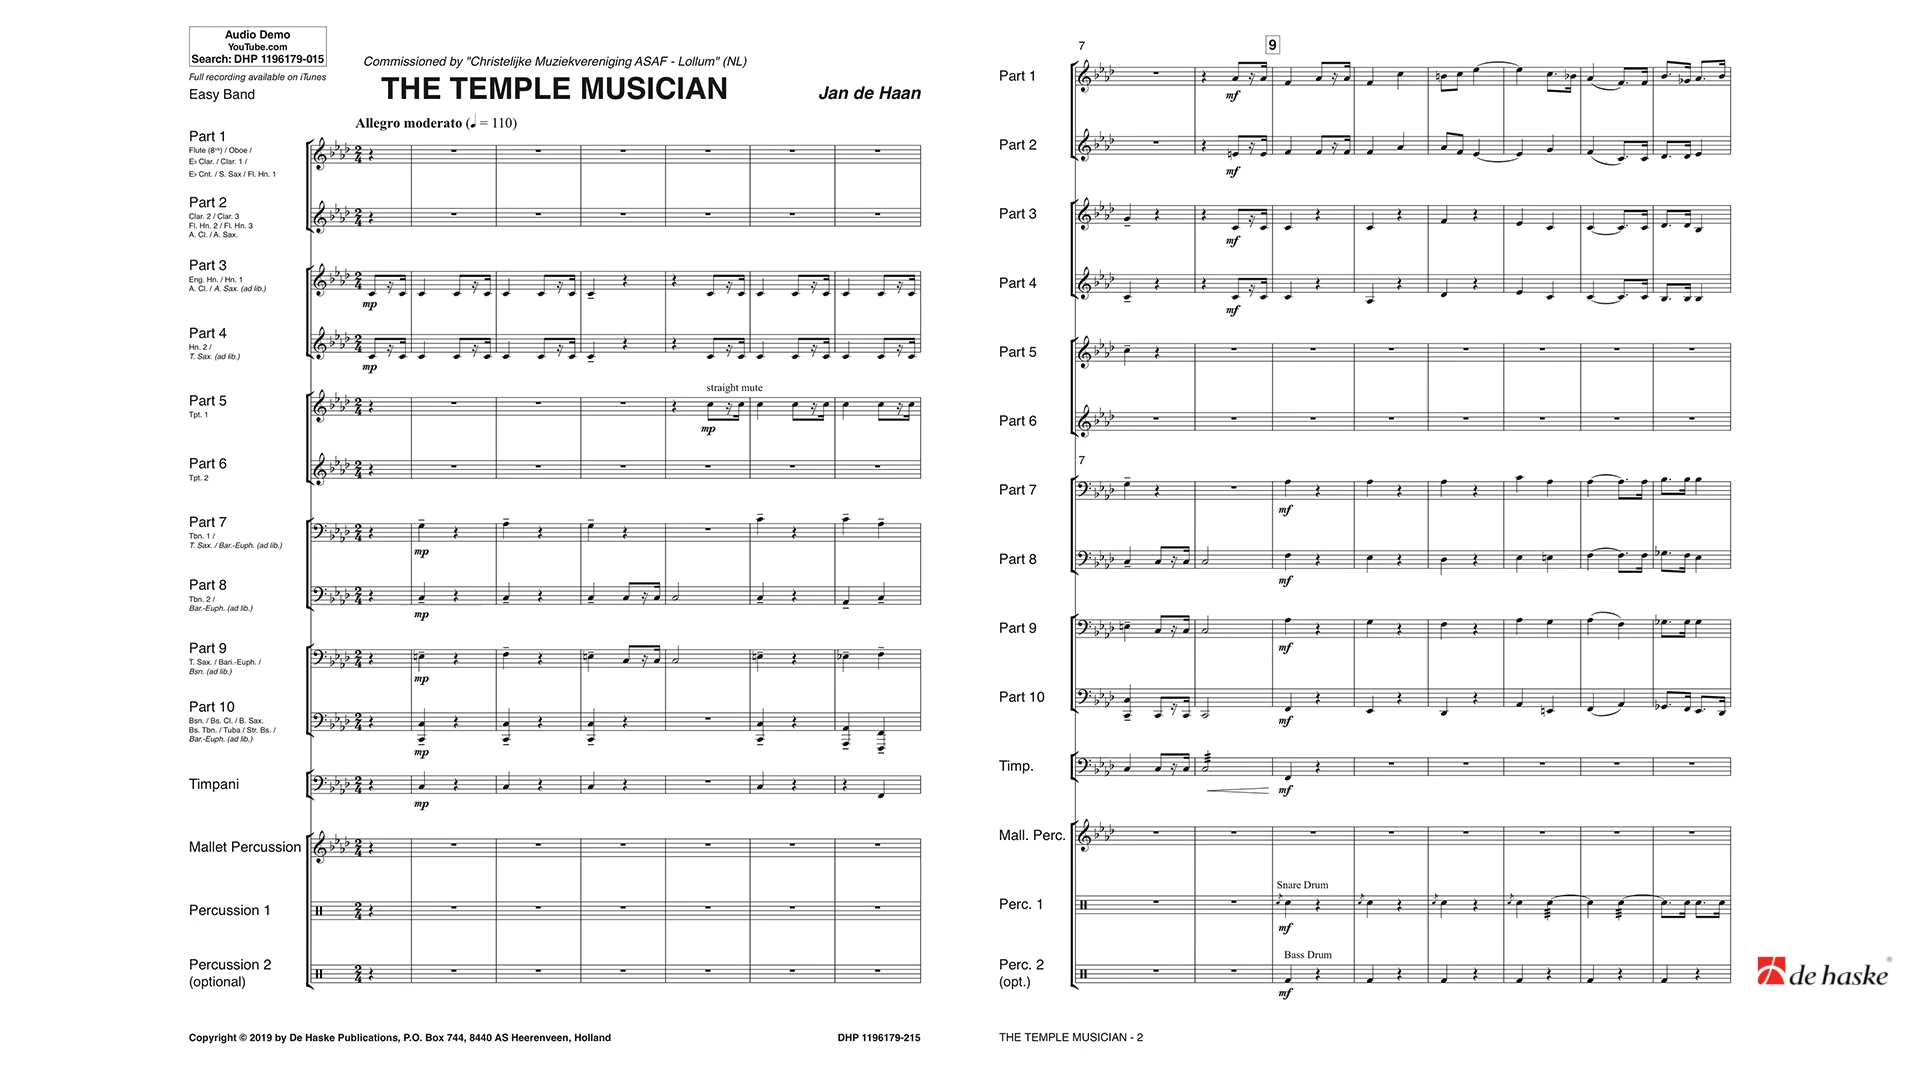 Audio Demo
YouTube.com
Search: DHP 1196179-015
Full recording available on iTunes
Easy Band
Commissioned by "Christelijke Muziekvereniging ASAF - Lollum" (NL)
THE TEMPLE MUSICIAN
Jan de Haan
Allegro moderato (♩ = 110)
Part 1
Flute (8va) / Oboe /
E♭ Clar. / Clar. 1 /
E♭ Cnt. / S. Sax / Fl. Hn. 1
Part 2
Clar. 2 / Clar. 3
Fl. Hn. 2 / Fl. Hn. 3
A. Cl. / A. Sax.
Part 3
Eng. Hn. / Hn. 1
A. Cl. / A. Sax. (ad lib.)
mp
Part 4
Hn. 2 /
T. Sax. (ad lib.)
mp
Part 5
Tpt. 1
straight mute
mp
Part 6
Tpt. 2
Part 7
Tbn. 1 /
T. Sax. / Bar.-Euph. (ad lib.)
mp
Part 8
Tbn. 2 /
Bar.-Euph. (ad lib.)
mp
Part 9
T. Sax. / Bari.-Euph. /
Bsn. (ad lib.)
mp
Part 10
Bsn. / Bs. Cl. / B. Sax.
Bs. Tbn. / Tuba / Str. Bs. /
Bar.-Euph. (ad lib.)
mp
Timpani
mp
Mallet Percussion
Percussion 1
Percussion 2
(optional)
Copyright © 2019 by De Haske Publications, P.O. Box 744, 8440 AS Heerenveen, Holland
DHP 1196179-215
7
9
Part 1
mf
Part 2
mf
Part 3
mf
Part 4
mf
Part 5
Part 6
7
Part 7
mf
Part 8
mf
Part 9
mf
Part 10
mf
Timp.
mf
Mall. Perc.
Snare Drum
Perc. 1
mf
Bass Drum
Perc. 2
(opt.)
mf
THE TEMPLE MUSICIAN - 2
de haske®